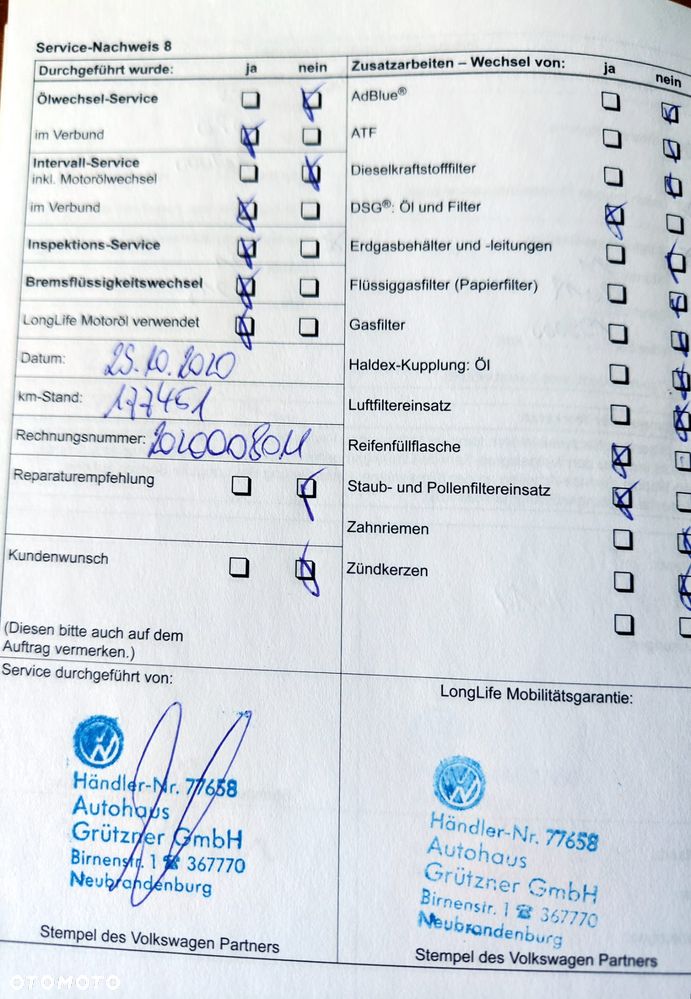 Service-Nachweis 8
Durchgeführt wurde: ja nein
Ölwechsel-Service
im Verbund
Intervall-Service
inkl. Motorölwechsel
im Verbund
Inspektions-Service
Bremsflüssigkeitswechsel
LongLife Motoröl verwendet
Datum: 29.10.2020
km-Stand: 177461
Rechnungsnummer: 2020008011
Reparaturempfehlung
Kundenwunsch
(Diesen bitte auch auf dem
Auftrag vermerken.)
Zusatzarbeiten – Wechsel von: ja nein
AdBlue®
ATF
Dieselkraftstofffilter
DSG®: Öl und Filter
Erdgasbehälter und -leitungen
Flüssiggasfilter (Papierfilter)
Gasfilter
Haldex-Kupplung: Öl
Luftfiltereinsatz
Reifenfüllflasche
Staub- und Pollenfiltereinsatz
Zahnriemen
Zündkerzen
Service durchgeführt von:
Händler-Nr. 77658
Autohaus
Grützner GmbH
Birnenstr. 1 ☎ 367770
Neubrandenburg
Stempel des Volkswagen Partners
LongLife Mobilitätsgarantie:
Händler-Nr. 77658
Autohaus
Grützner GmbH
Birnenstr. 1 ☎ 367770
Neubrandenburg
Stempel des Volkswagen Partners
OTOMOTO